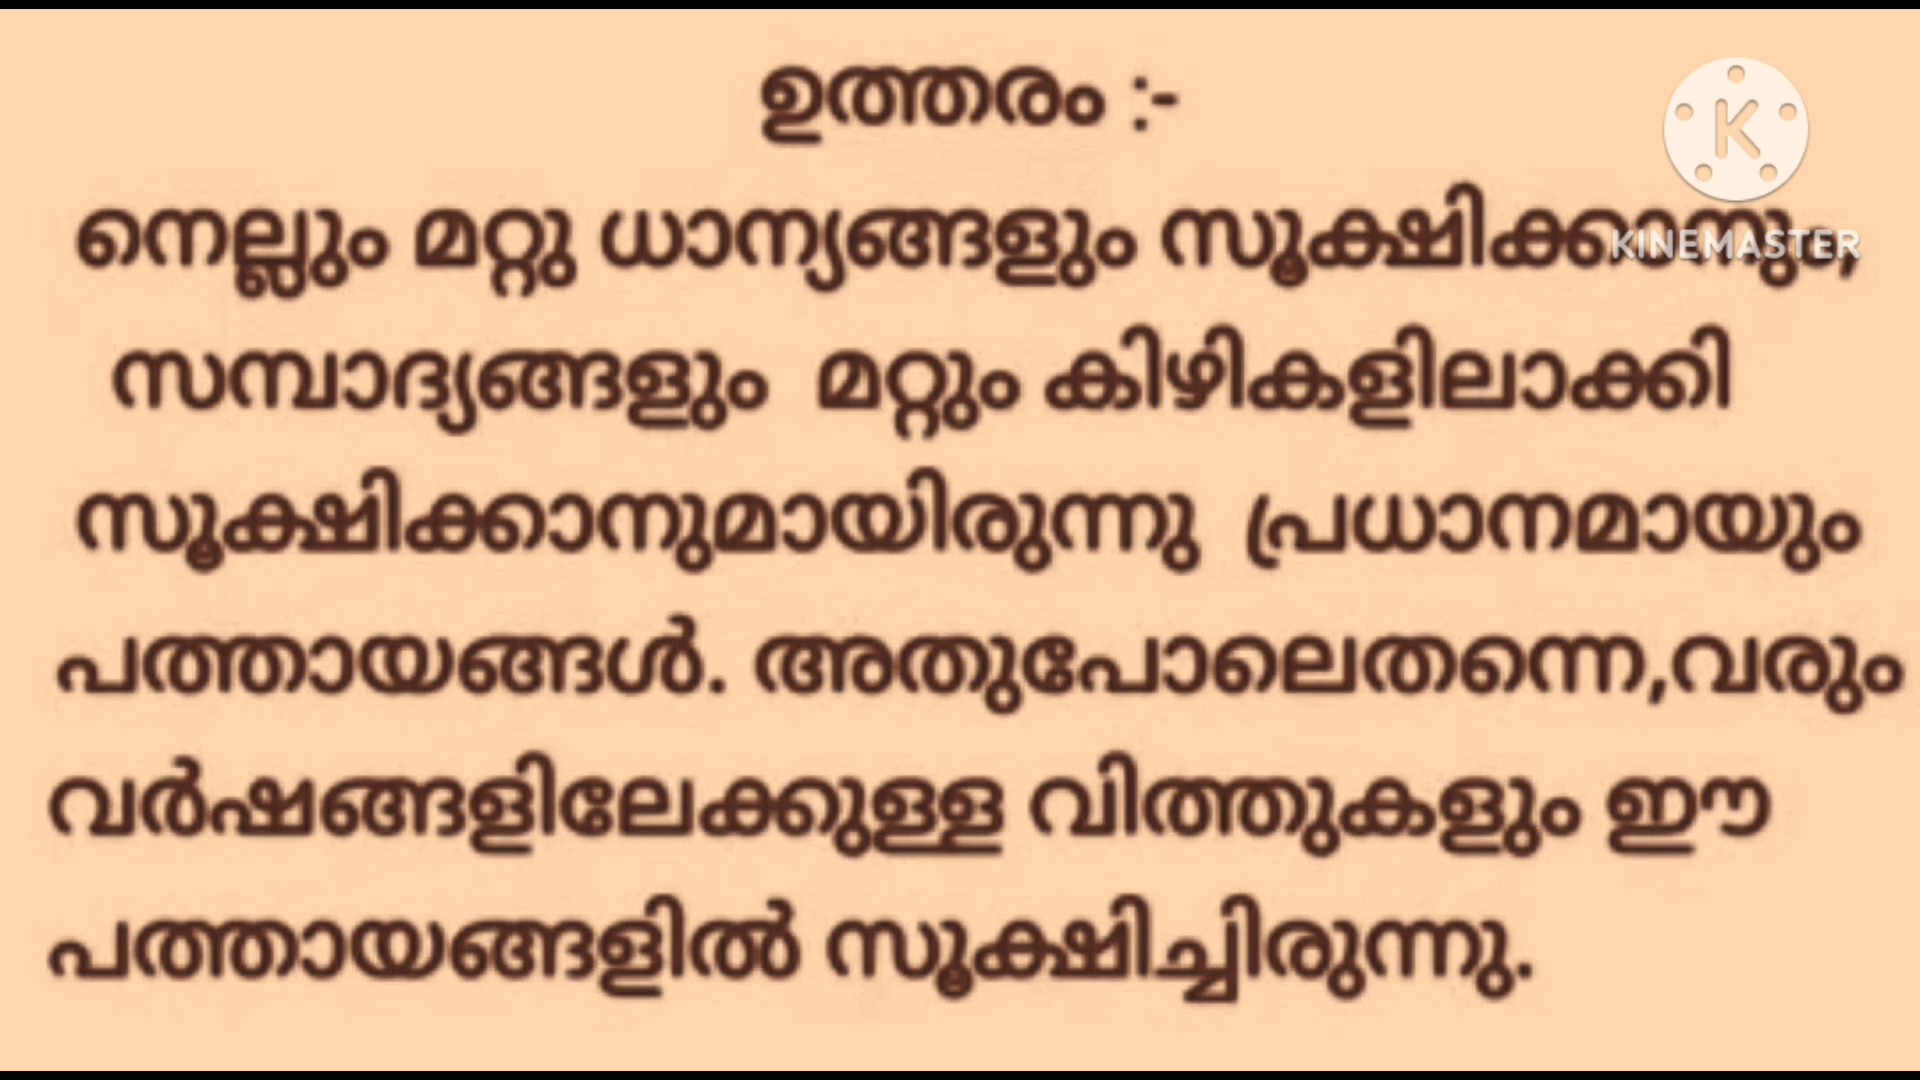 ഉത്തരം :-
നെല്ലും മറ്റു ധാന്യങ്ങളും സൂക്ഷിക്കാനും,
സമ്പാദ്യങ്ങളും മറ്റും കിഴികളിലാക്കി
സൂക്ഷിക്കാനുമായിരുന്നു പ്രധാനമായും
പത്തായങ്ങൾ. അതുപോലെതന്നെ,വരും
വർഷങ്ങളിലേക്കുള്ള വിത്തുകളും ഈ
പത്തായങ്ങളിൽ സൂക്ഷിച്ചിരുന്നു.
K
KINEMASTER